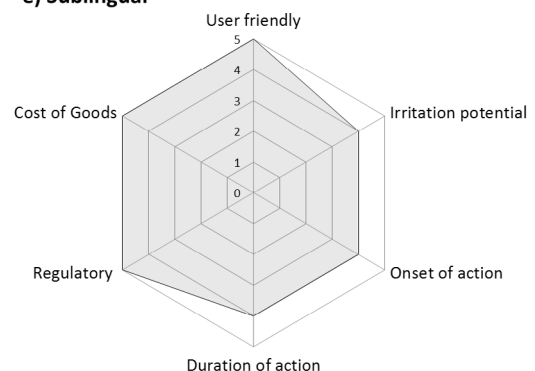 e) Sublingual
User friendly
5
4
3
2
1
0
Irritation potential
Onset of action
Duration of action
Regulatory
Cost of Goods